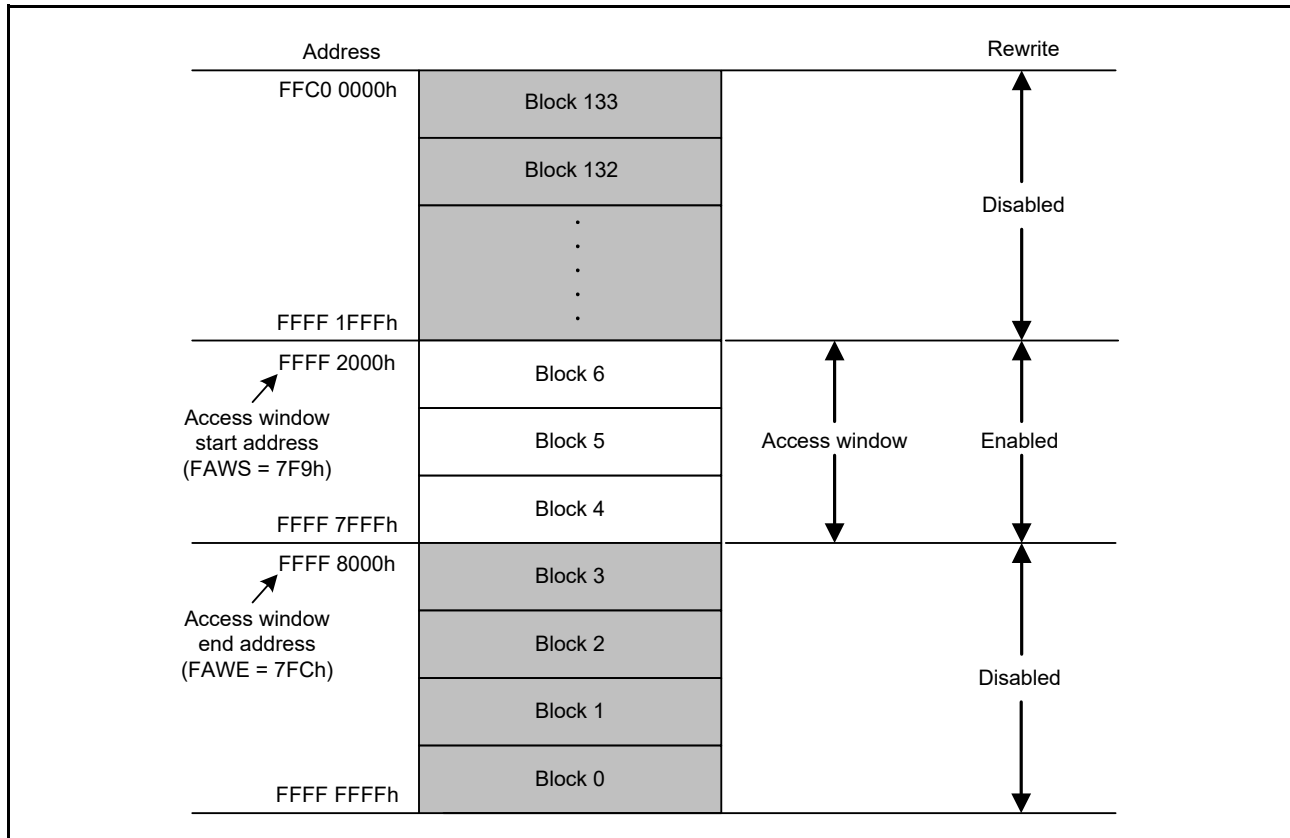 Address
Rewrite
FFC0 0000h
Block 133
Block 132
Disabled
FFFF 1FFFh
FFFF 2000h
Block 6
Access window
start address
(FAWS = 7F9h)
Block 5
Access window
Enabled
Block 4
FFFF 7FFFh
FFFF 8000h
Block 3
Access window
end address
(FAWE = 7FCh)
Block 2
Disabled
Block 1
Block 0
FFFF FFFFh